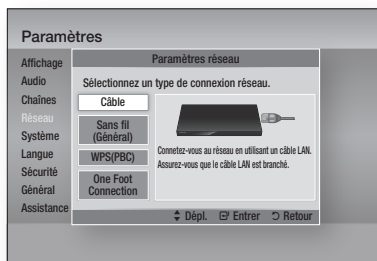 Paramètres
Affichage
Audio
Chaînes
Réseau
Système
Langue
Sécurité
Général
Assistance
Paramètres réseau
Sélectionnez un type de connexion réseau.
Câble
Sans fil
(Général)
WPS(PBC)
One Foot
Connection
Connetez-vous au réseau en utilisant un câble LAN.
Assurez-vous que le câble LAN est branché.
Dépl. Entrer Retour